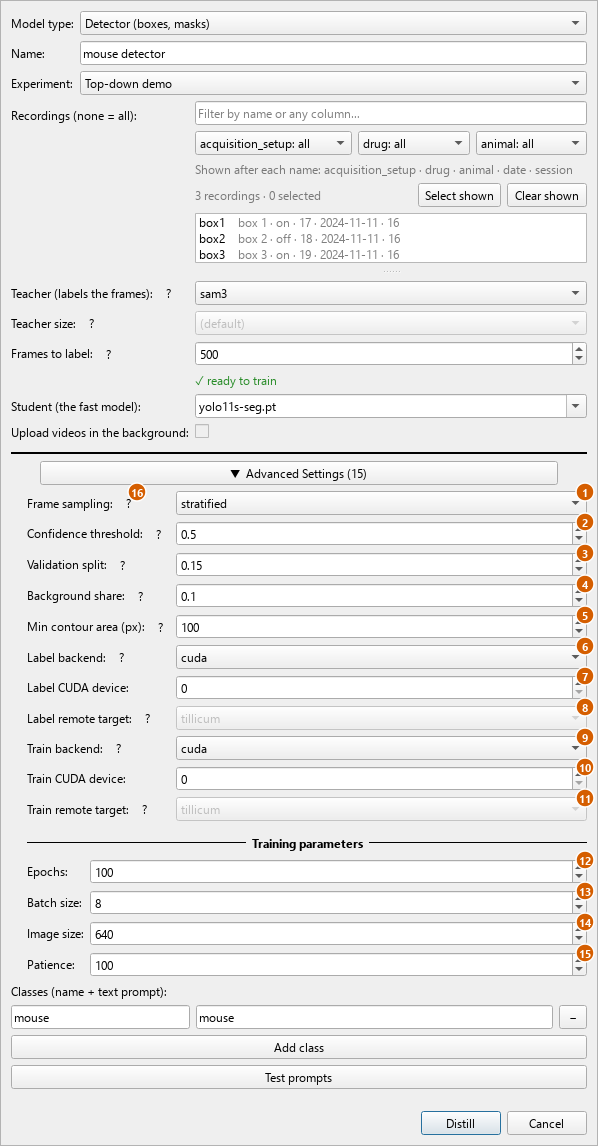 Model type: Detector (boxes, masks)
Name: mouse detector
Experiment: Top-down demo
Recordings (none = all): Filter by name or any column...
acquisition_setup: all drug: all animal: all
Shown after each name: acquisition_setup · drug · animal · date · session
3 recordings · 0 selected Select shown Clear shown
box1 box 1 · on · 17 · 2024-11-11 · 16
box2 box 2 · off · 18 · 2024-11-11 · 16
box3 box 3 · on · 19 · 2024-11-11 · 16
Teacher (labels the frames): ? sam3
Teacher size: ? (default)
Frames to label: ? 500
✓ ready to train
Student (the fast model): yolo11s-seg.pt
Upload videos in the background:
▼ Advanced Settings (15)
Frame sampling: ? 16 stratified 1
Confidence threshold: ? 0.5 2
Validation split: ? 0.15 3
Background share: ? 0.1 4
Min contour area (px): ? 100 5
Label backend: ? cuda 6
Label CUDA device: 0 7
Label remote target: ? tillicum 8
Train backend: ? cuda 9
Train CUDA device: 0 10
Train remote target: ? tillicum 11
Training parameters
Epochs: 100 12
Batch size: 8 13
Image size: 640 14
Patience: 100 15
Classes (name + text prompt):
mouse mouse −
Add class
Test prompts
Distill Cancel